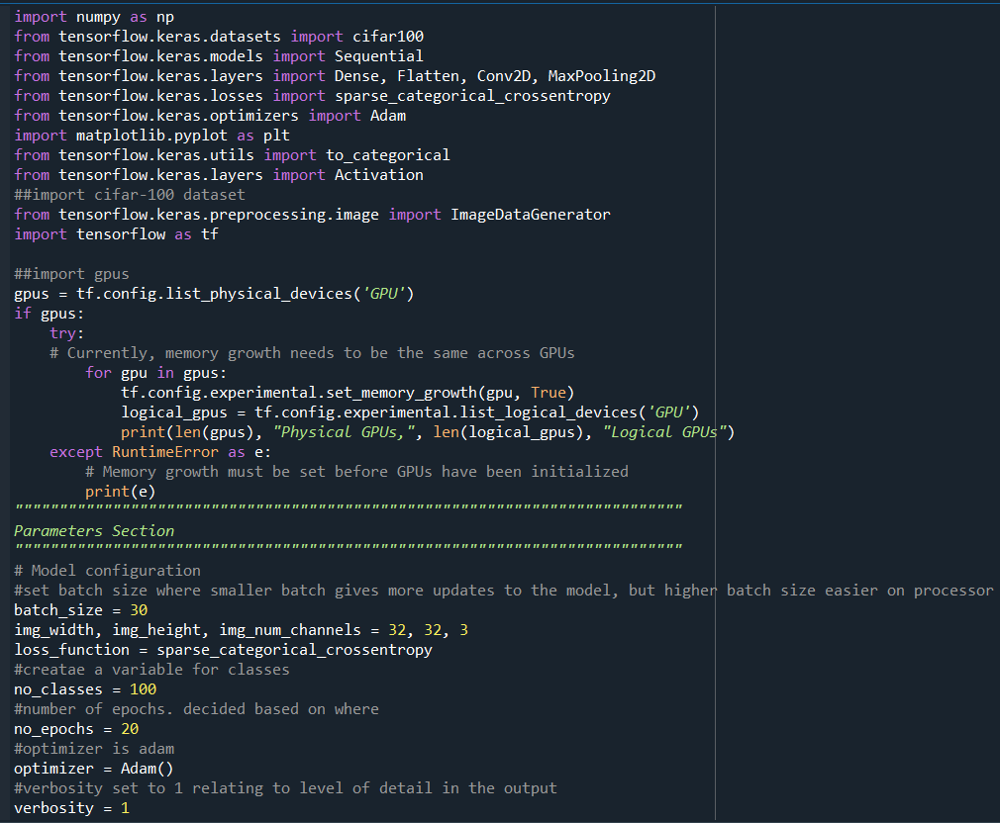 import numpy as np
from tensorflow.keras.datasets import cifar100
from tensorflow.keras.models import Sequential
from tensorflow.keras.layers import Dense, Flatten, Conv2D, MaxPooling2D
from tensorflow.keras.losses import sparse_categorical_crossentropy
from tensorflow.keras.optimizers import Adam
import matplotlib.pyplot as plt
from tensorflow.keras.utils import to_categorical
from tensorflow.keras.layers import Activation
##import cifar-100 dataset
from tensorflow.keras.preprocessing.image import ImageDataGenerator
import tensorflow as tf

##import gpus
gpus = tf.config.list_physical_devices('GPU')
if gpus:
    try:
    # Currently, memory growth needs to be the same across GPUs
        for gpu in gpus:
            tf.config.experimental.set_memory_growth(gpu, True)
            logical_gpus = tf.config.experimental.list_logical_devices('GPU')
            print(len(gpus), "Physical GPUs,", len(logical_gpus), "Logical GPUs")
    except RuntimeError as e:
        # Memory growth must be set before GPUs have been initialized
        print(e)
"""""""""""""""""""""""""""""""""""""""""""""""""""""""""""""""""""""""""""
Parameters Section
"""""""""""""""""""""""""""""""""""""""""""""""""""""""""""""""""""""""""""
# Model configuration
#set batch size where smaller batch gives more updates to the model, but higher batch size easier on processor
batch_size = 30
img_width, img_height, img_num_channels = 32, 32, 3
loss_function = sparse_categorical_crossentropy
#creatae a variable for classes
no_classes = 100
#number of epochs. decided based on where
no_epochs = 20
#optimizer is adam
optimizer = Adam()
#verbosity set to 1 relating to level of detail in the output
verbosity = 1